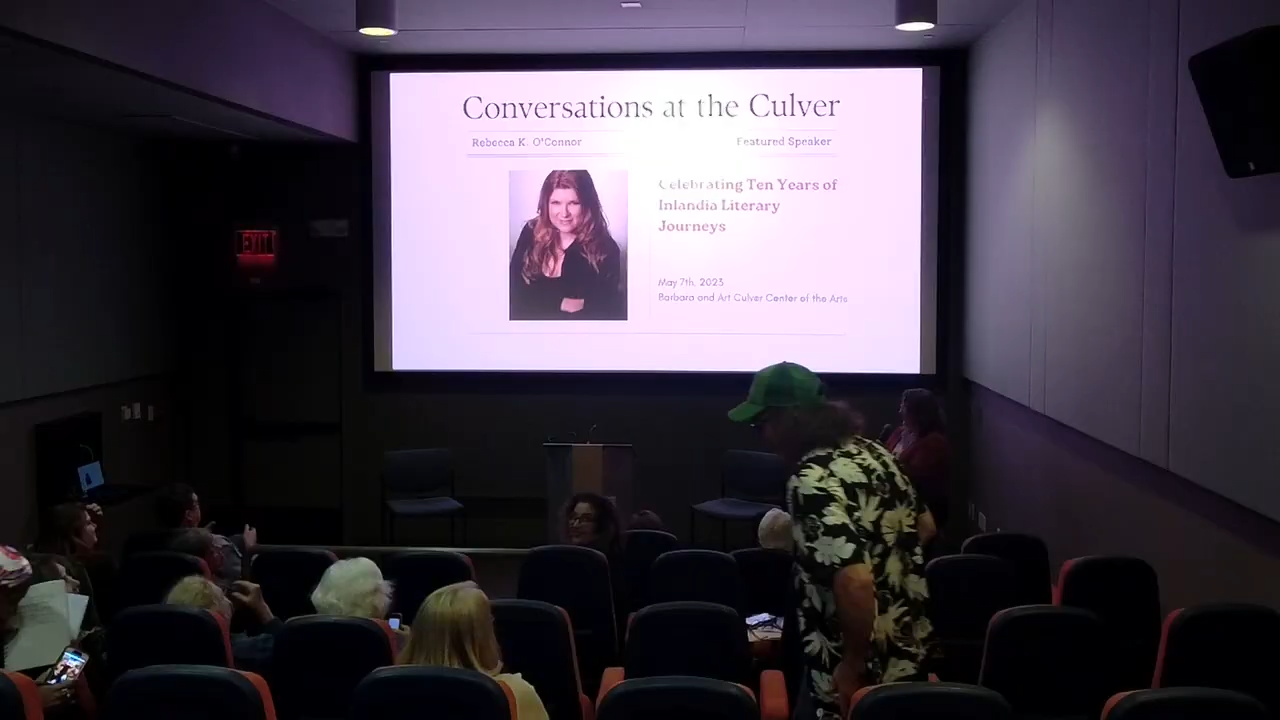 Conversations at the Culver
Rebecca K. O'Connor
Featured Speaker
Celebrating Ten Years of
Inlandia Literary
Journeys
May 7th, 2023
Barbara and Art Culver Center of the Arts
EXIT